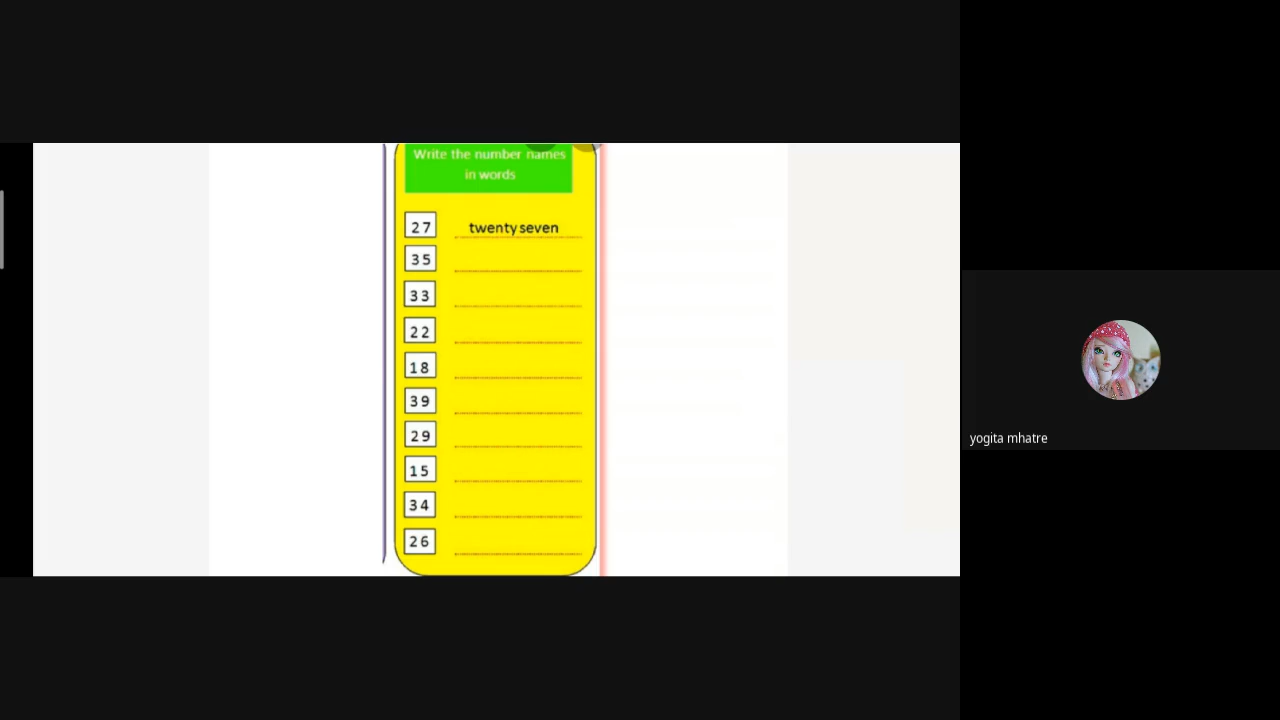 Write the number names
in words
27 twenty seven
35
33
22
18
39
29
15
34
26
yogita mhatre